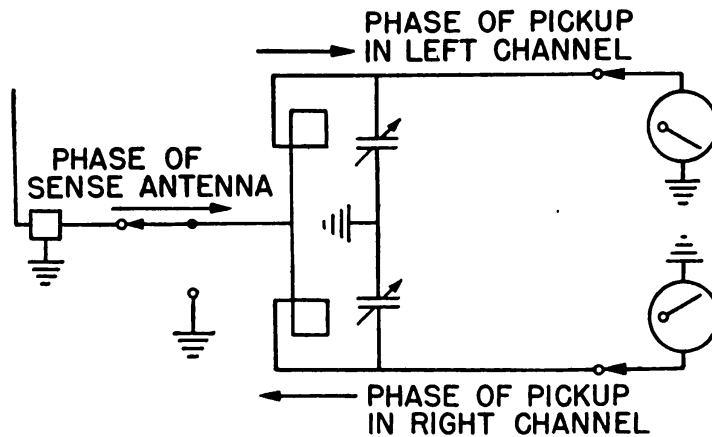 PHASE OF PICKUP
IN LEFT CHANNEL
PHASE OF
SENSE ANTENNA
PHASE OF PICKUP
IN RIGHT CHANNEL